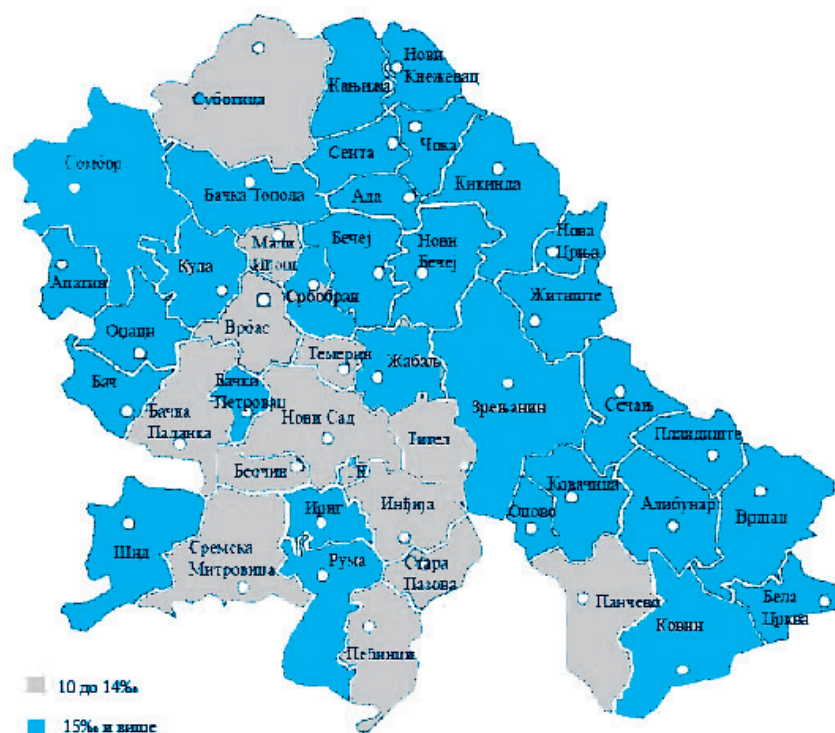 Суботица
Кањижа
Нови
Кнежевац
Сомбор
Сента
Чока
Бачка Топола
Ада
Кикинда
Апатин
Кула
Мали
Иђош
Бечеј
Нови
Бечеј
Нова
Црња
Србобран
Житиште
Оџаци
Врбас
Темерин
Жабаљ
Бач
Бачки
Петровац
Бачка
Паланка
Нови Сад
Тител
Зрењанин
Сечањ
Пландиште
Беочин
Ковачица
Опово
Алибунар
Вршац
Шид
Ириг
Инђија
Сремска
Митровица
Рума
Стара
Пазова
Панчево
Бела
Црква
Ковин
Пећинци
10 до 14‰
15‰ и више